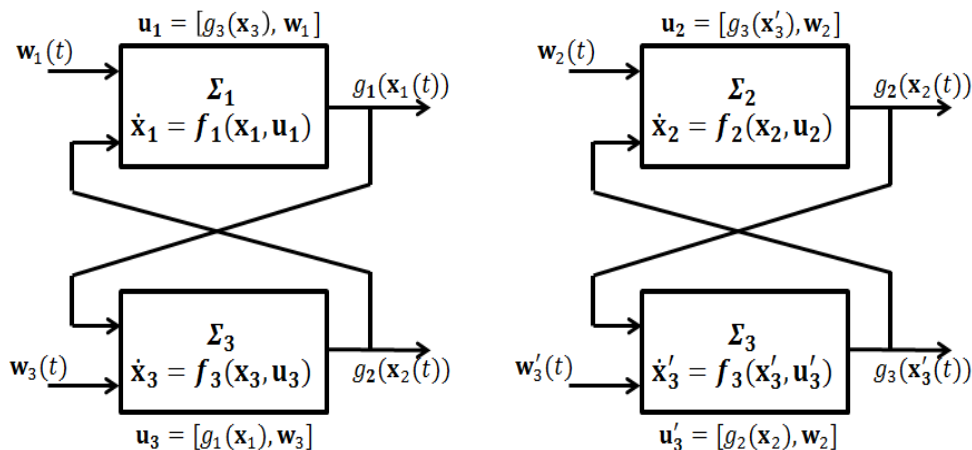 𝐮₁ = [g₃(𝐱₃), 𝐰₁]
𝐰₁(t)
Σ₁
𝐱̇₁ = 𝒇₁(𝐱₁, 𝐮₁)
g₁(𝐱₁(t))
Σ₃
𝐱̇₃ = 𝒇₃(𝐱₃, 𝐮₃)
𝐰₃(t)
g₂(𝐱₂(t))
𝐮₃ = [g₁(𝐱₁), 𝐰₃]
𝐮₂ = [g₃(𝐱₃′), 𝐰₂]
𝐰₂(t)
Σ₂
𝐱̇₂ = 𝒇₂(𝐱₂, 𝐮₂)
g₂(𝐱₂(t))
Σ₃
𝐱̇₃′ = 𝒇₃(𝐱₃′, 𝐮₃′)
𝐰₃′(t)
g₃(𝐱₃′(t))
𝐮₃′ = [g₂(𝐱₂), 𝐰₂]